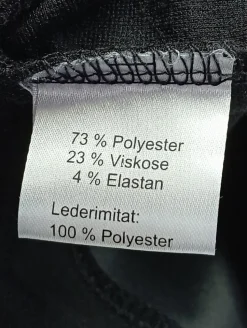 73 % Polyester
23 % Viskose
4 % Elastan
Lederimitat:
100 % Polyester